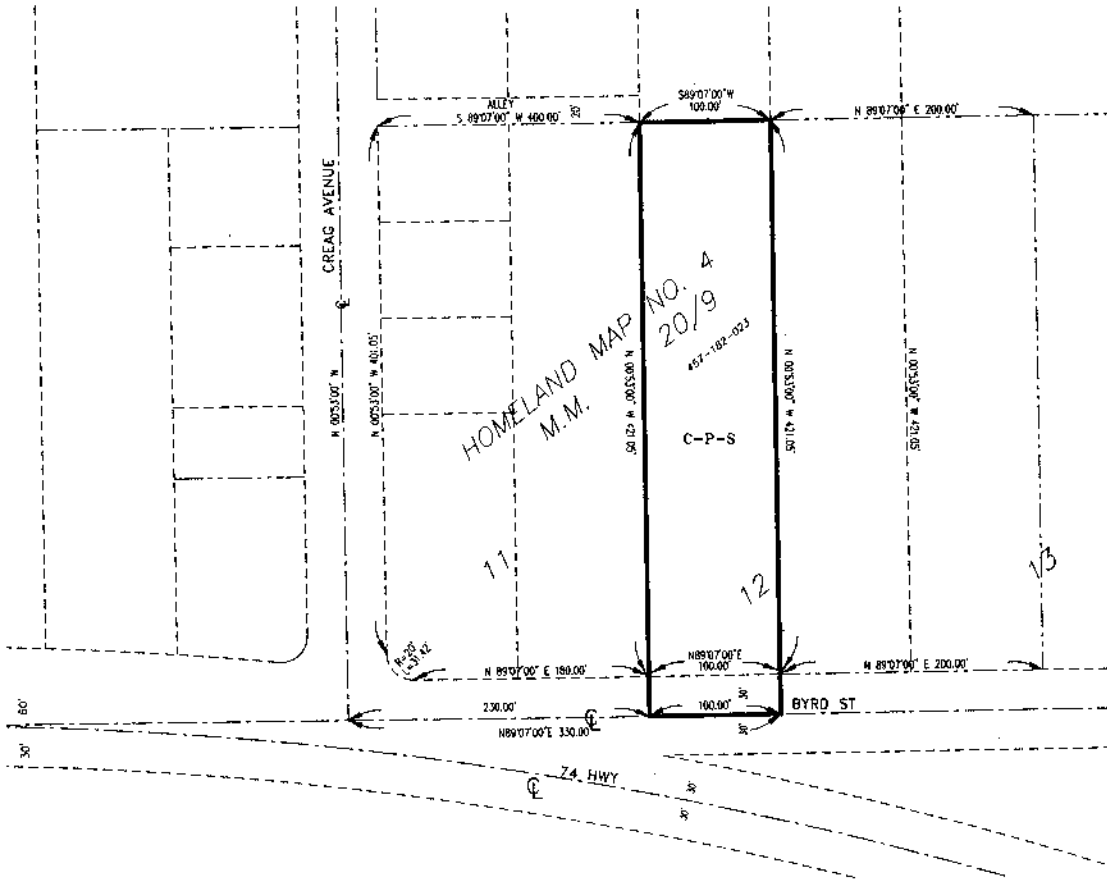 ALLEY
S 89°07'00" W 400.00'
20'
S89°07'00"W
100.00'
N 89°07'00" E 200.00'
CREAG AVENUE
N 00°53'00" W
N 00°53'00" W 401.05'
HOMELAND MAP NO. 4
M.M. 20/9
457-182-023
N 00°53'00" W 421.05'
C-P-S
N 00°53'00" W 421.05'
N 00°53'00" W 421.05'
11
12
13
R=20'
L=31.42'
N 89°07'00" E 180.00'
N89°07'00"E
100.00'
N 89°07'00" E 200.00'
60'
30'
230.00'
N89°07'00"E 330.00'
100.00'
30'
30'
BYRD ST
74 HWY
30'
30'